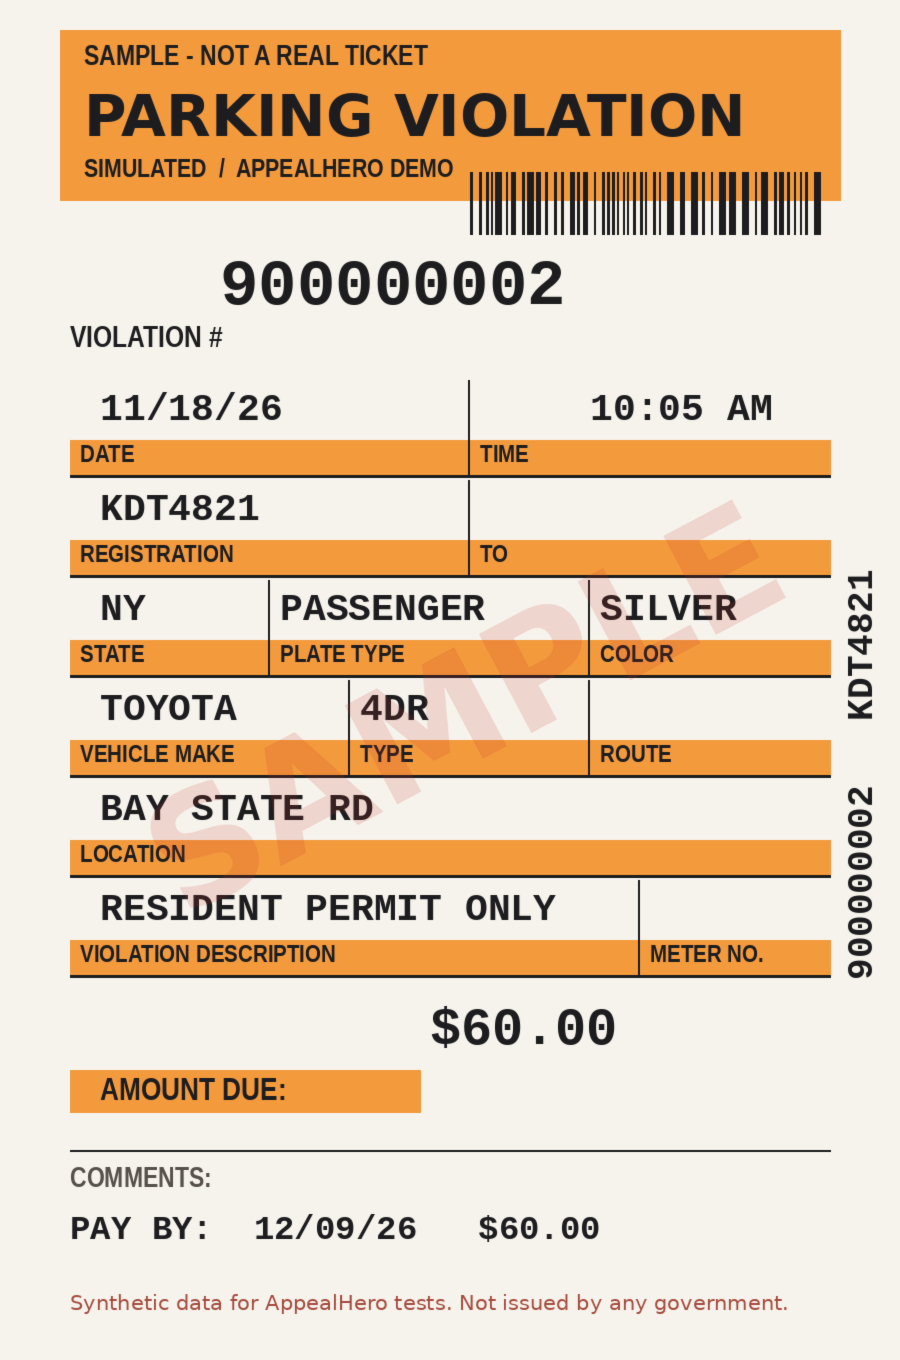 SAMPLE - NOT A REAL TICKET
PARKING VIOLATION
SIMULATED / APPEALHERO DEMO
900000002
VIOLATION #
11/18/26 10:05 AM
DATE TIME
KDT4821
REGISTRATION TO
NY PASSENGER SILVER
STATE PLATE TYPE COLOR
TOYOTA 4DR
VEHICLE MAKE TYPE ROUTE
BAY STATE RD
LOCATION
RESIDENT PERMIT ONLY
VIOLATION DESCRIPTION METER NO.
$60.00
AMOUNT DUE:
COMMENTS:
PAY BY: 12/09/26 $60.00
Synthetic data for AppealHero tests. Not issued by any government.
900000002 KDT4821
SAMPLE